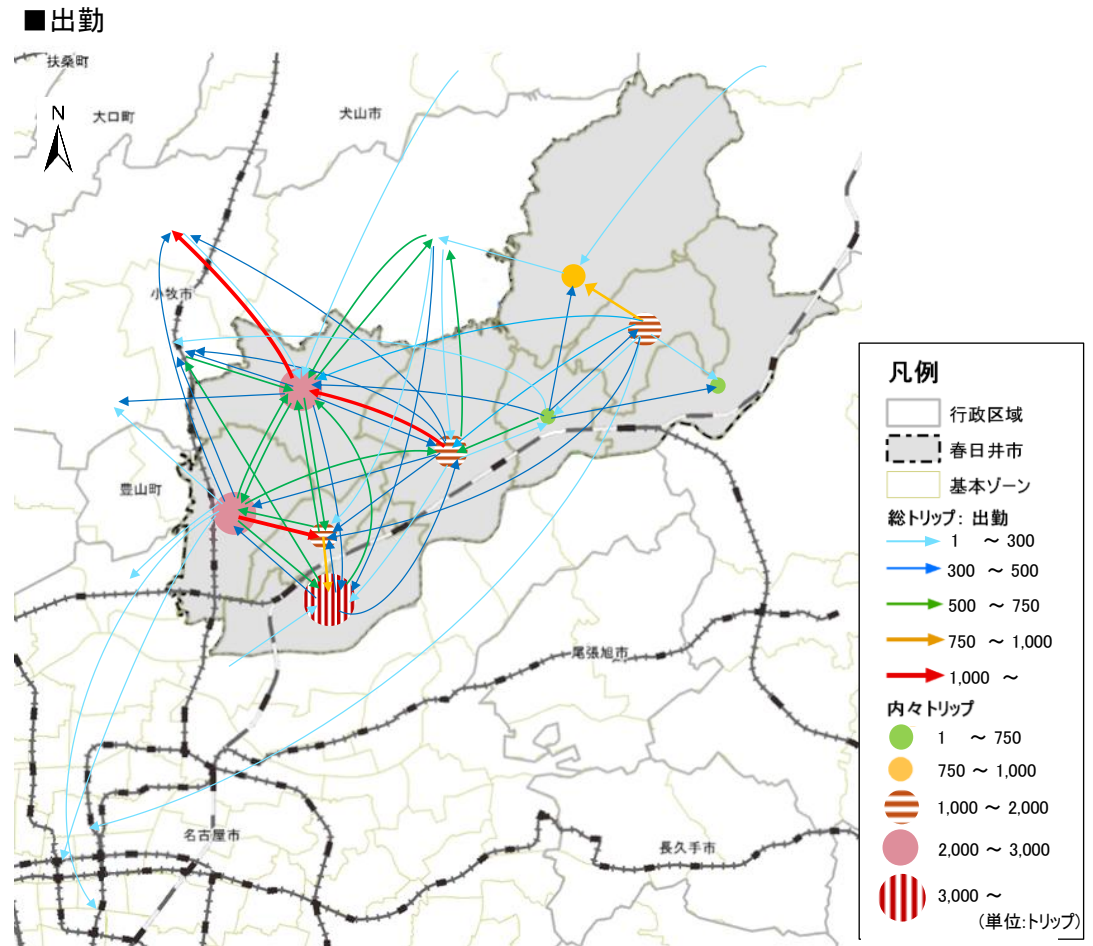 ■出勤
扶桑町
N
大口町
犬山市
小牧市
豊山町
尾張旭市
名古屋市
長久手市
凡例
行政区域
春日井市
基本ゾーン
総トリップ: 出勤
1 ～ 300
300 ～ 500
500 ～ 750
750 ～ 1,000
1,000 ～
内々トリップ
1 ～ 750
750 ～ 1,000
1,000 ～ 2,000
2,000 ～ 3,000
3,000 ～
(単位:トリップ)